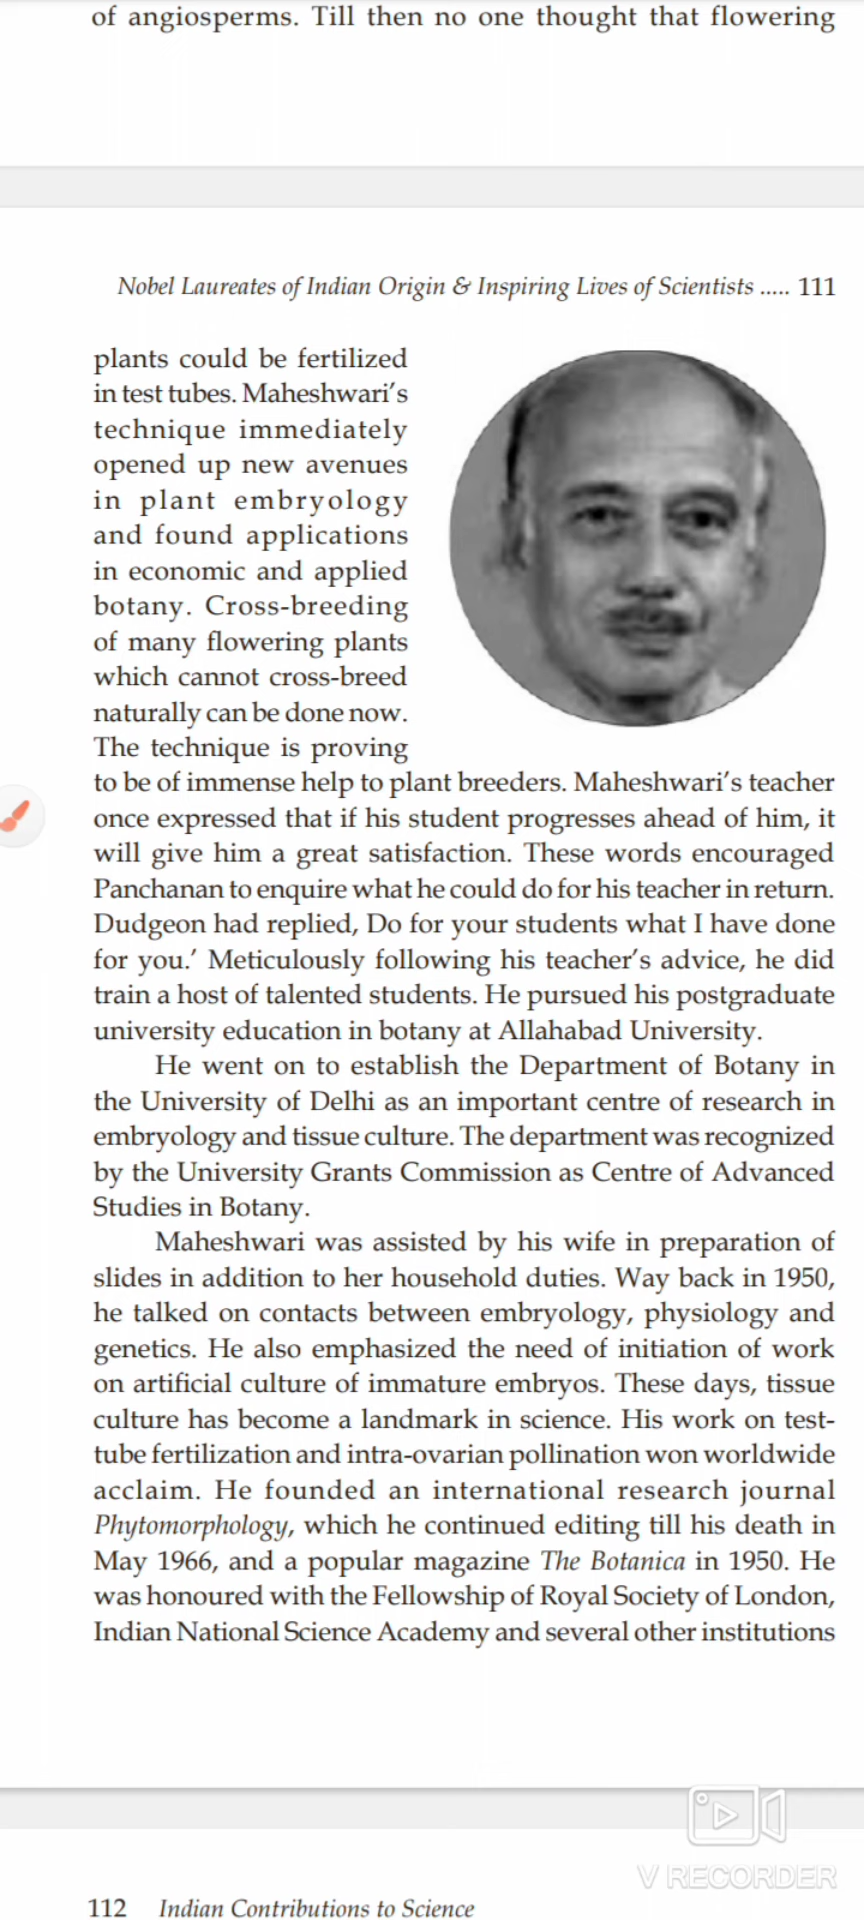 of angiosperms. Till then no one thought that flowering
Nobel Laureates of Indian Origin & Inspiring Lives of Scientists ..... 111
plants could be fertilized
in test tubes. Maheshwari's
technique immediately
opened up new avenues
in plant embryology
and found applications
in economic and applied
botany. Cross-breeding
of many flowering plants
which cannot cross-breed
naturally can be done now.
The technique is proving
to be of immense help to plant breeders. Maheshwari's teacher
once expressed that if his student progresses ahead of him, it
will give him a great satisfaction. These words encouraged
Panchanan to enquire what he could do for his teacher in return.
Dudgeon had replied, Do for your students what I have done
for you.' Meticulously following his teacher's advice, he did
train a host of talented students. He pursued his postgraduate
university education in botany at Allahabad University.
He went on to establish the Department of Botany in
the University of Delhi as an important centre of research in
embryology and tissue culture. The department was recognized
by the University Grants Commission as Centre of Advanced
Studies in Botany.
Maheshwari was assisted by his wife in preparation of
slides in addition to her household duties. Way back in 1950,
he talked on contacts between embryology, physiology and
genetics. He also emphasized the need of initiation of work
on artificial culture of immature embryos. These days, tissue
culture has become a landmark in science. His work on test-
tube fertilization and intra-ovarian pollination won worldwide
acclaim. He founded an international research journal
Phytomorphology, which he continued editing till his death in
May 1966, and a popular magazine The Botanica in 1950. He
was honoured with the Fellowship of Royal Society of London,
Indian National Science Academy and several other institutions
V RECORDER
112 Indian Contributions to Science